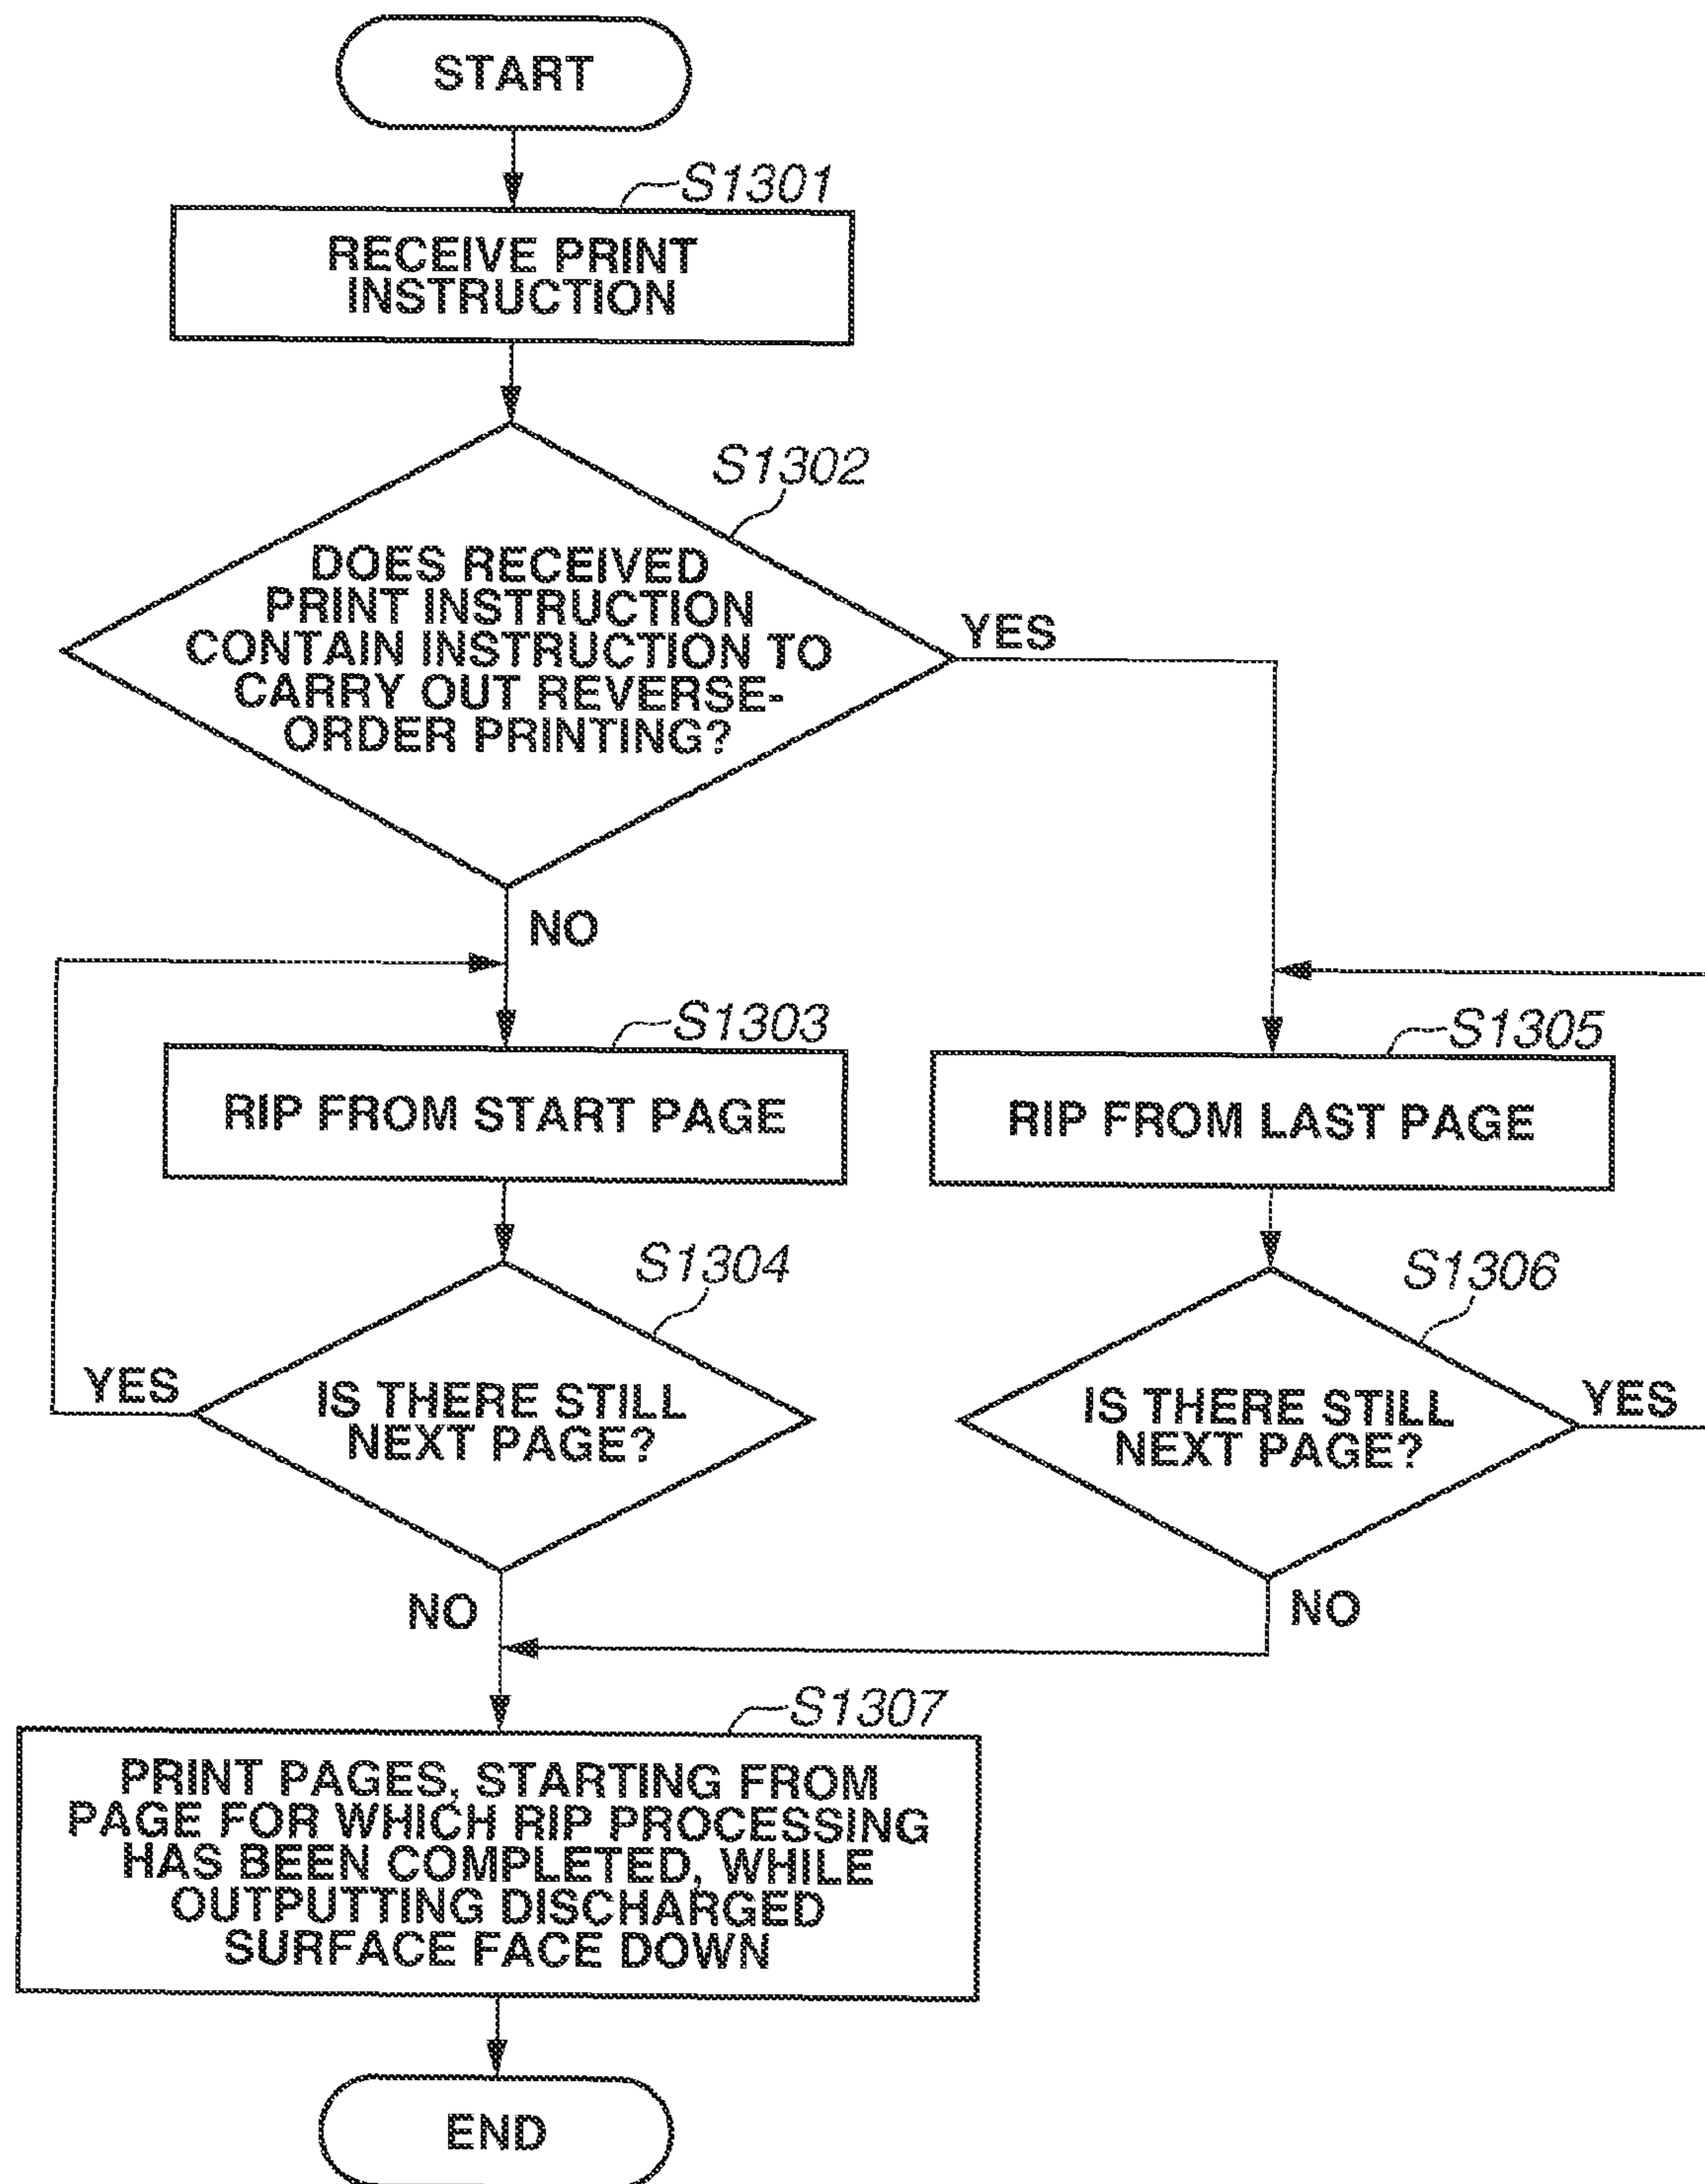 START
S1301
RECEIVE PRINT
INSTRUCTION
S1302
DOES RECEIVED
PRINT INSTRUCTION
CONTAIN INSTRUCTION TO
CARRY OUT REVERSE-
ORDER PRINTING?
YES
NO
S1303
RIP FROM START PAGE
S1305
RIP FROM LAST PAGE
S1304
IS THERE STILL
NEXT PAGE?
YES
S1306
IS THERE STILL
NEXT PAGE?
YES
NO
NO
S1307
PRINT PAGES, STARTING FROM
PAGE FOR WHICH RIP PROCESSING
HAS BEEN COMPLETED, WHILE
OUTPUTTING DISCHARGED
SURFACE FACE DOWN
END